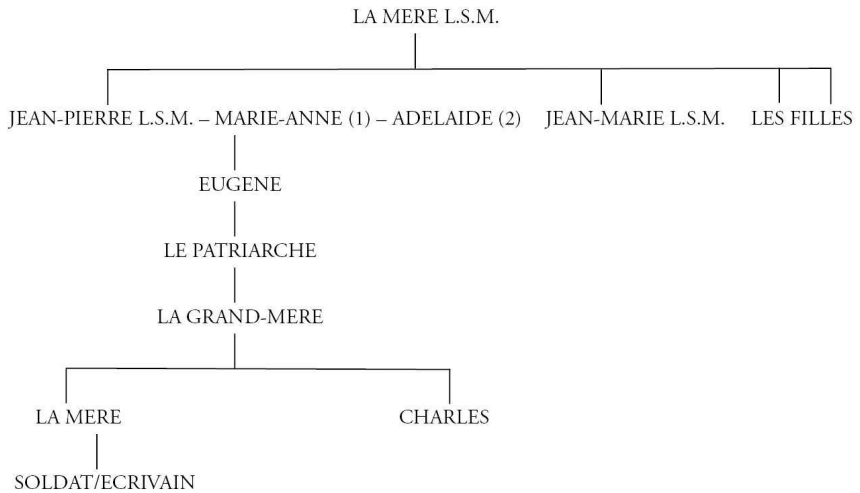 LA MERE L.S.M.
JEAN-PIERRE L.S.M. – MARIE-ANNE (1) – ADELAIDE (2) JEAN-MARIE L.S.M. LES FILLES
EUGENE
LE PATRIARCHE
LA GRAND-MERE
LA MERE CHARLES
SOLDAT/ECRIVAIN